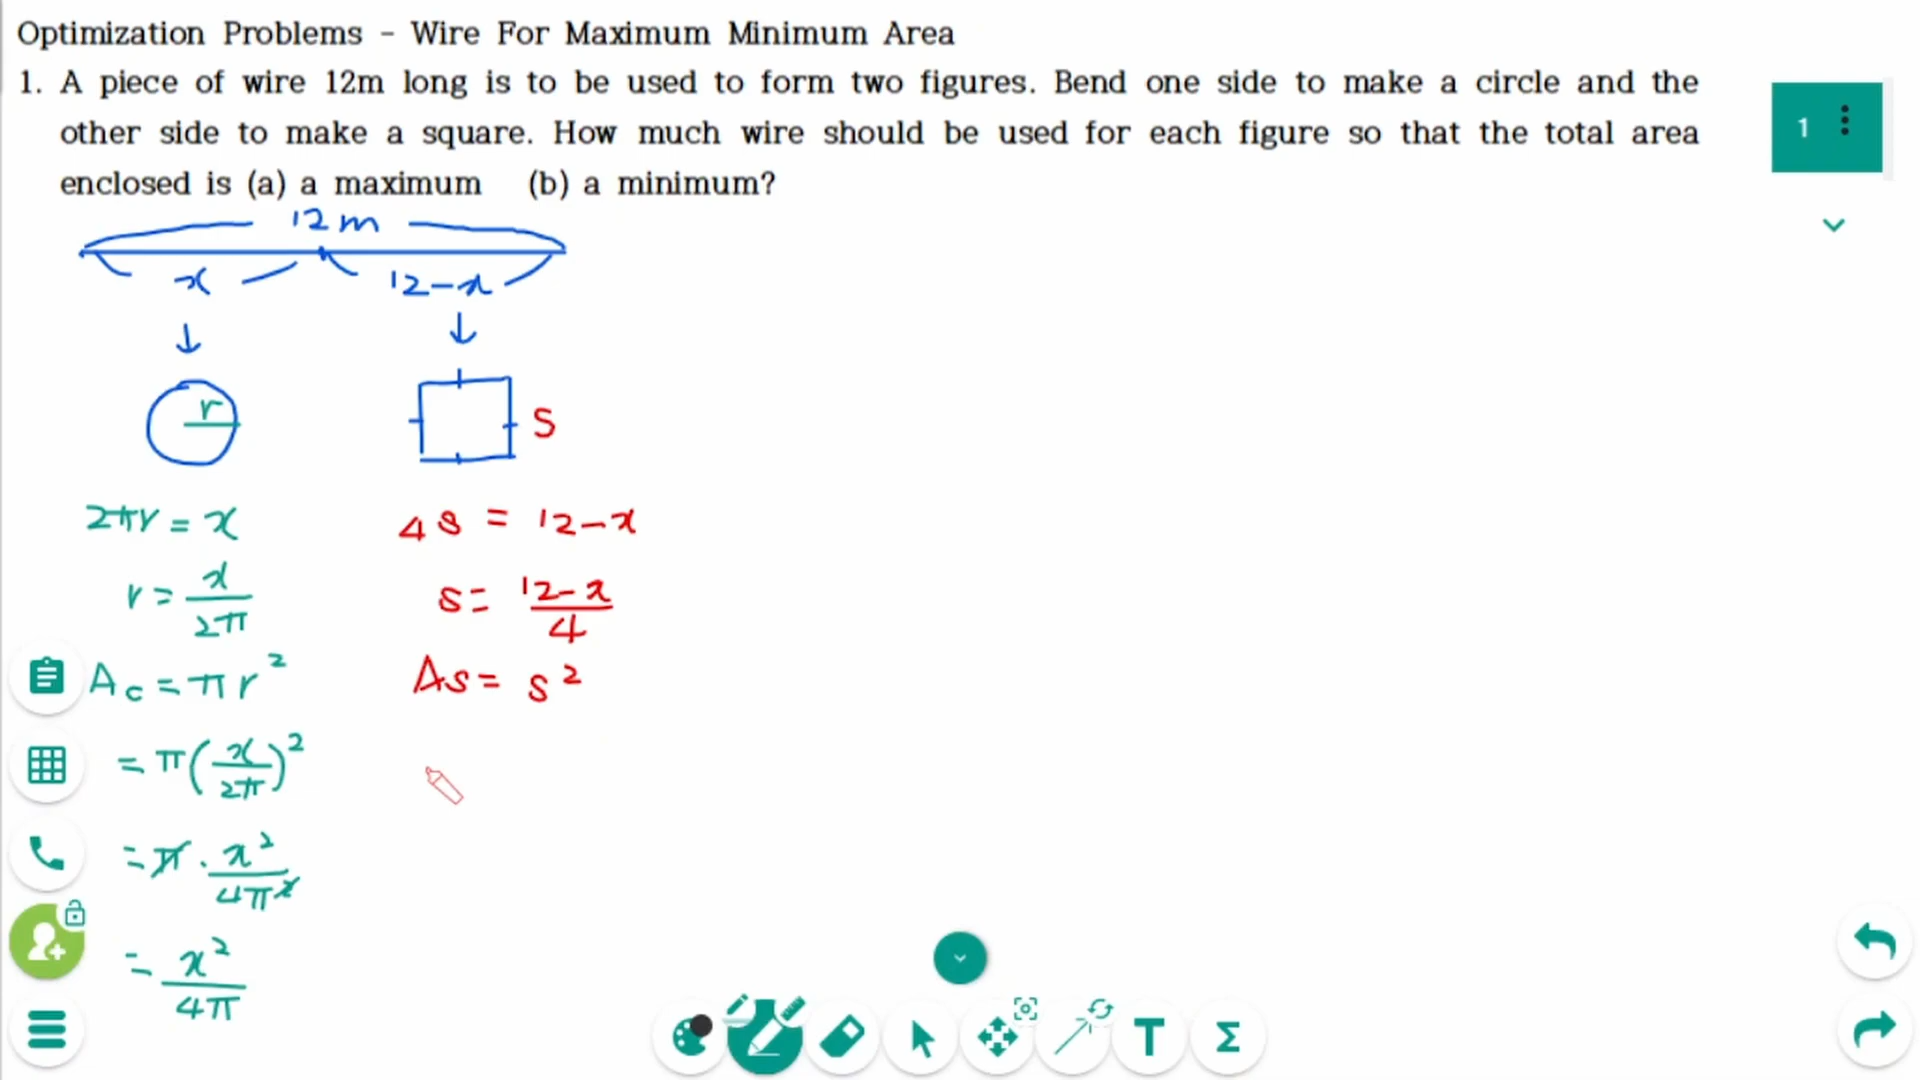 Optimization Problems - Wire For Maximum Minimum Area
1. A piece of wire 12m long is to be used to form two figures. Bend one side to make a circle and the
other side to make a square. How much wire should be used for each figure so that the total area
enclosed is (a) a maximum (b) a minimum?
1
12m
x
12-x
r
S
2πr = x
r = x/2π
Ac = πr²
= π(x/2π)²
= π · x²/4π²
= x²/4π
4s = 12-x
s = 12-x/4
As = s²
T
Σ